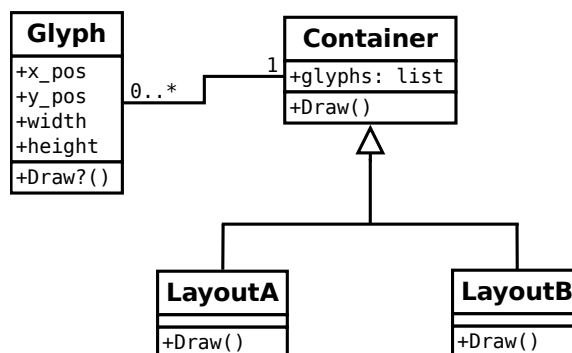 Glyph
+x_pos
+y_pos
+width
+height
+Draw?()
0..*
1
Container
+glyphs: list
+Draw()
LayoutA
+Draw()
LayoutB
+Draw()